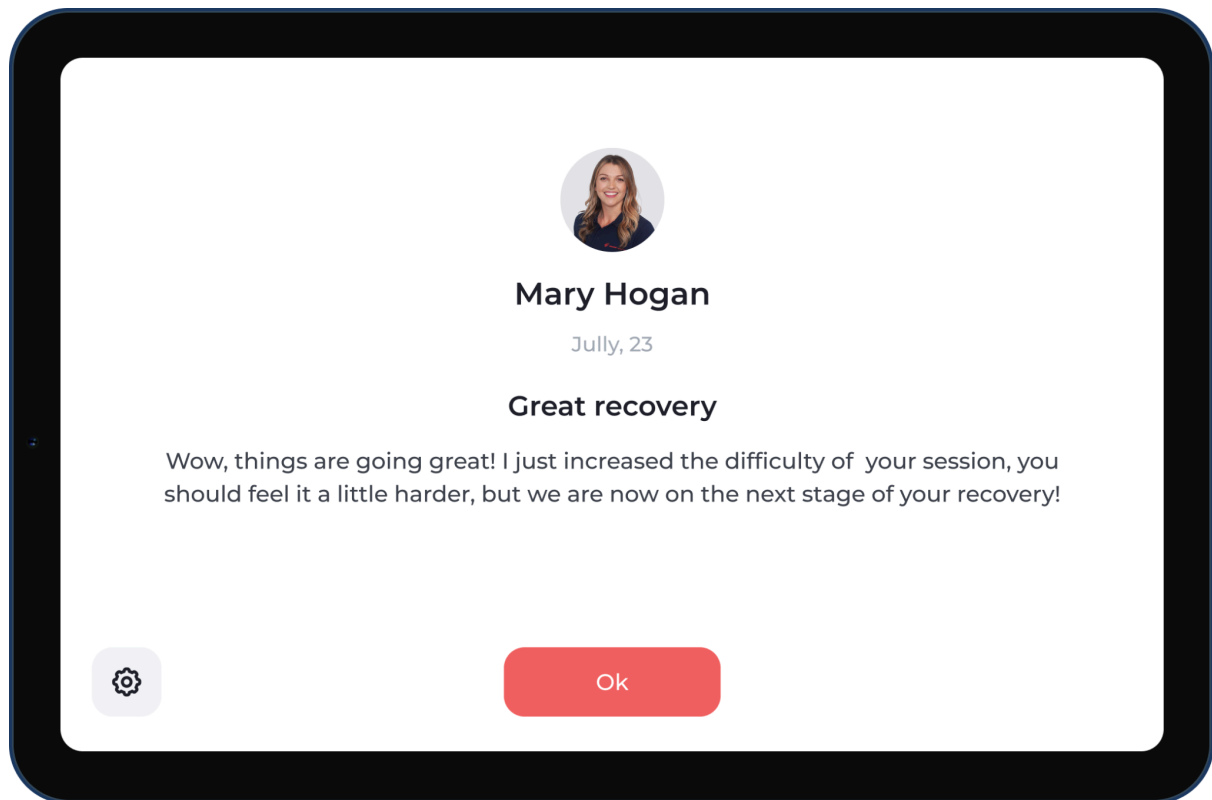 Mary Hogan
Jully, 23
Great recovery
Wow, things are going great! I just increased the difficulty of  your session, you
should feel it a little harder, but we are now on the next stage of your recovery!
Ok